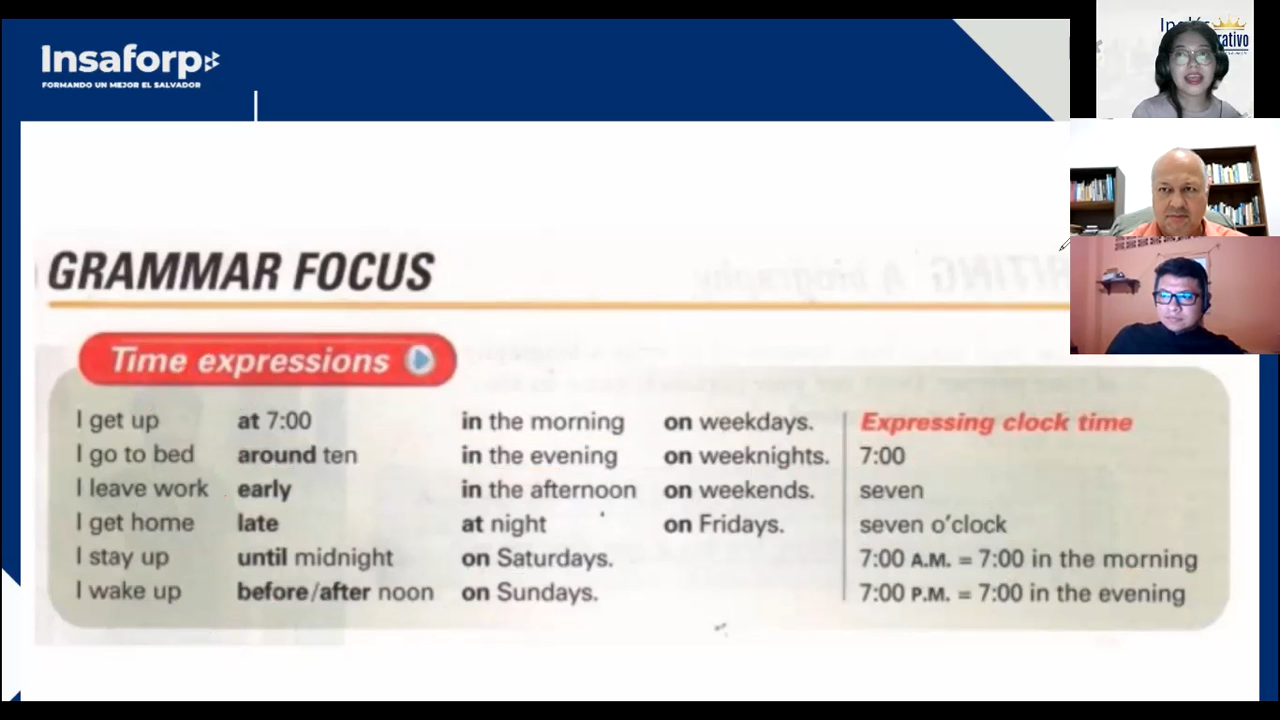 Insaforp
FORMANDO UN MEJOR EL SALVADOR
GRAMMAR FOCUS
Time expressions
I get up at 7:00 in the morning on weekdays.
I go to bed around ten in the evening on weeknights.
I leave work early in the afternoon on weekends.
I get home late at night on Fridays.
I stay up until midnight on Saturdays.
I wake up before/after noon on Sundays.
Expressing clock time
7:00
seven
seven o'clock
7:00 A.M. = 7:00 in the morning
7:00 P.M. = 7:00 in the evening